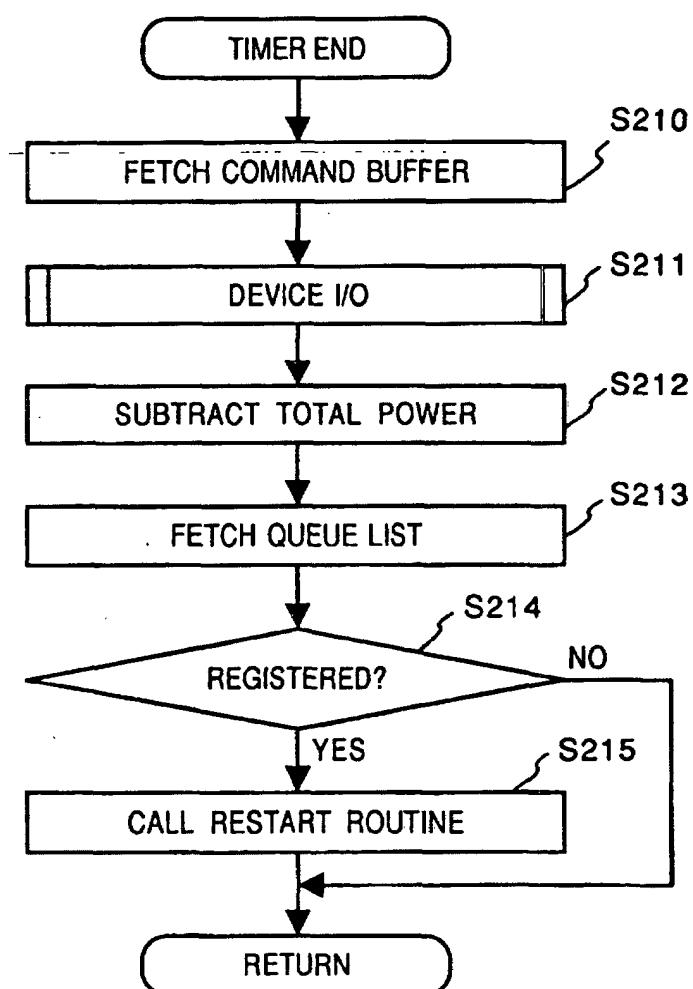 TIMER END
S210
FETCH COMMAND BUFFER
S211
DEVICE I/O
S212
SUBTRACT TOTAL POWER
S213
FETCH QUEUE LIST
S214
REGISTERED?
NO
YES
S215
CALL RESTART ROUTINE
RETURN